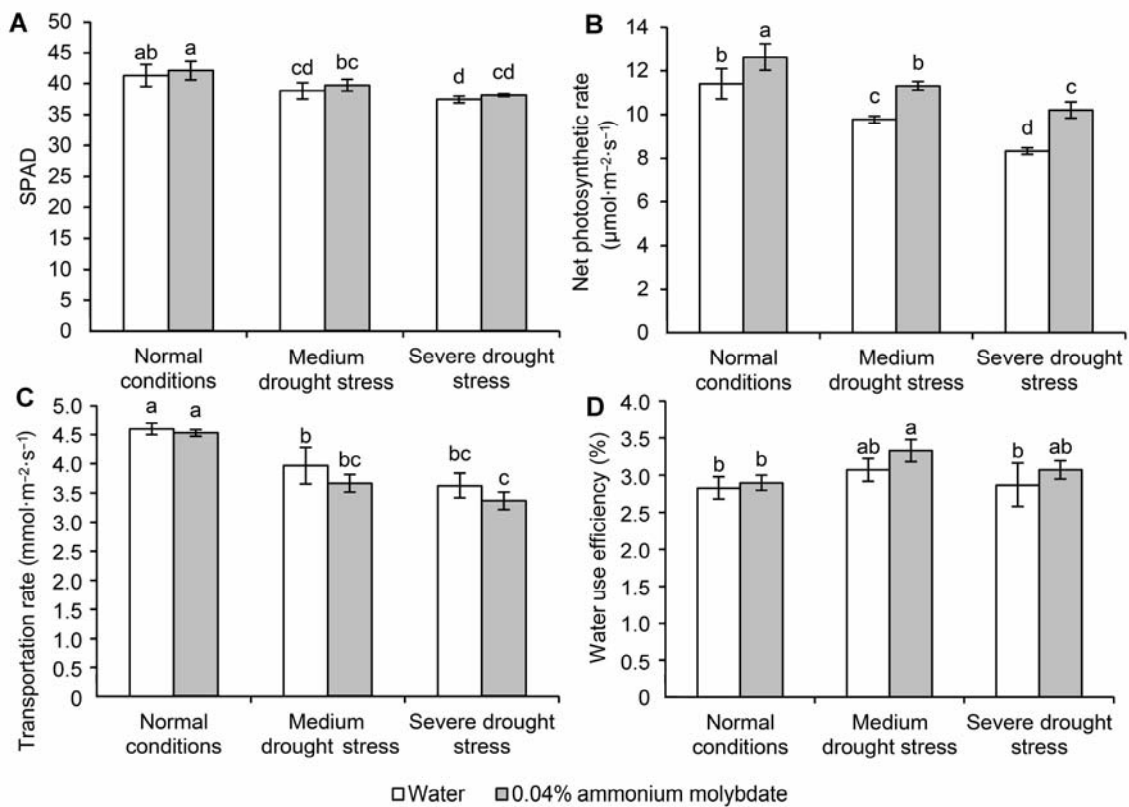 A
SPAD
50
45
40
35
30
25
20
15
10
5
0
ab
a
cd
bc
d
cd
Normal
conditions
Medium
drought stress
Severe drought
stress
B
Net photosynthetic rate
(μmol·m⁻²·s⁻¹)
14
12
10
8
6
4
2
0
b
a
c
b
d
c
Normal
conditions
Medium
drought stress
Severe drought
stress
C
Transportation rate (mmol·m⁻²·s⁻¹)
5.0
4.5
4.0
3.5
3.0
2.5
2.0
1.5
1.0
0.5
0
a
a
b
bc
bc
c
Normal
conditions
Medium
drought stress
Severe drought
stress
D
Water use efficiency (%)
4.0
3.5
3.0
2.5
2.0
1.5
1.0
0.5
0
b
b
ab
a
b
ab
Normal
conditions
Medium
drought stress
Severe drought
stress
Water
0.04% ammonium molybdate